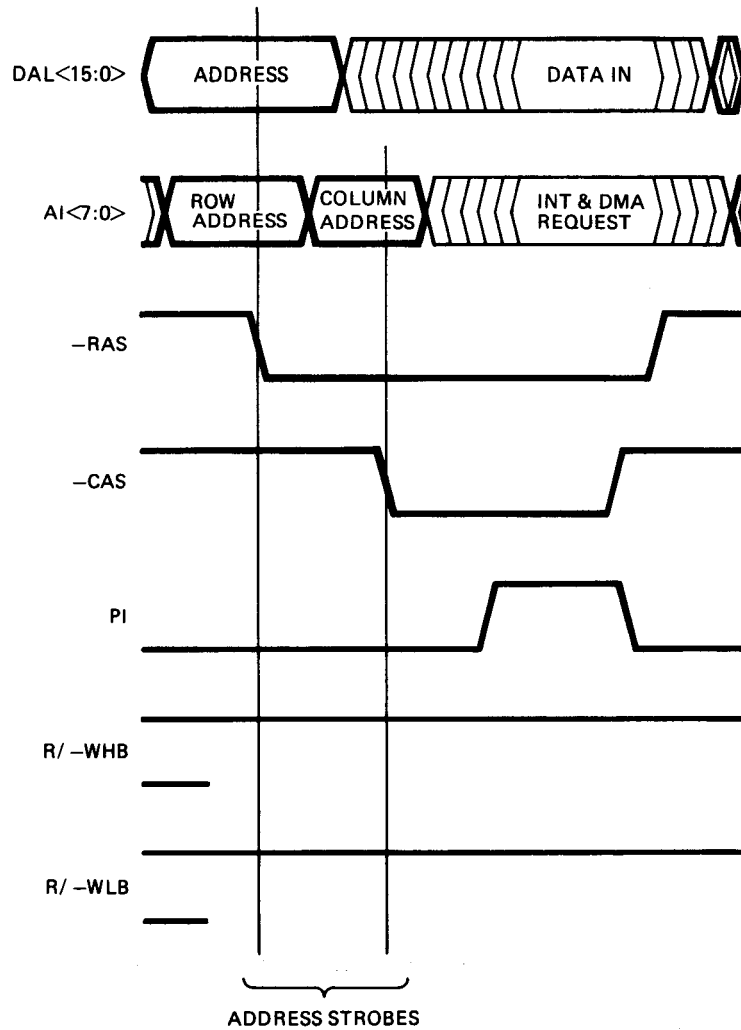 DAL<15:0>
ADDRESS
DATA IN
AI<7:0>
ROW
ADDRESS
COLUMN
ADDRESS
INT & DMA
REQUEST
−RAS
−CAS
PI
R/ −WHB
R/ −WLB
ADDRESS STROBES